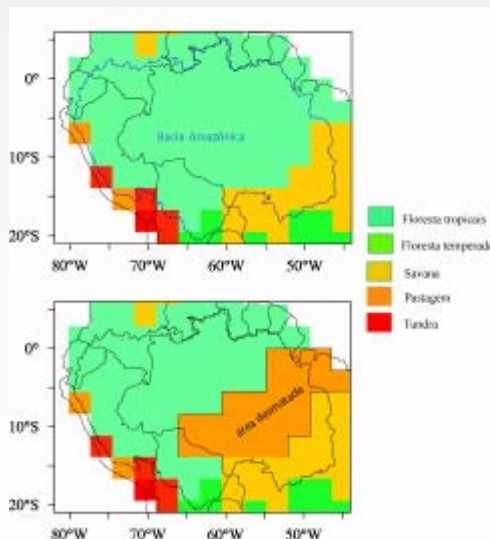 0°
Bacia Amazônica
10°S
20°S
80°W 70°W 60°W 50°W
Floresta tropicais
Floresta temperada
Savana
Pastagem
Tundra
0°
área desmatada
10°S
20°S
80°W 70°W 60°W 50°W